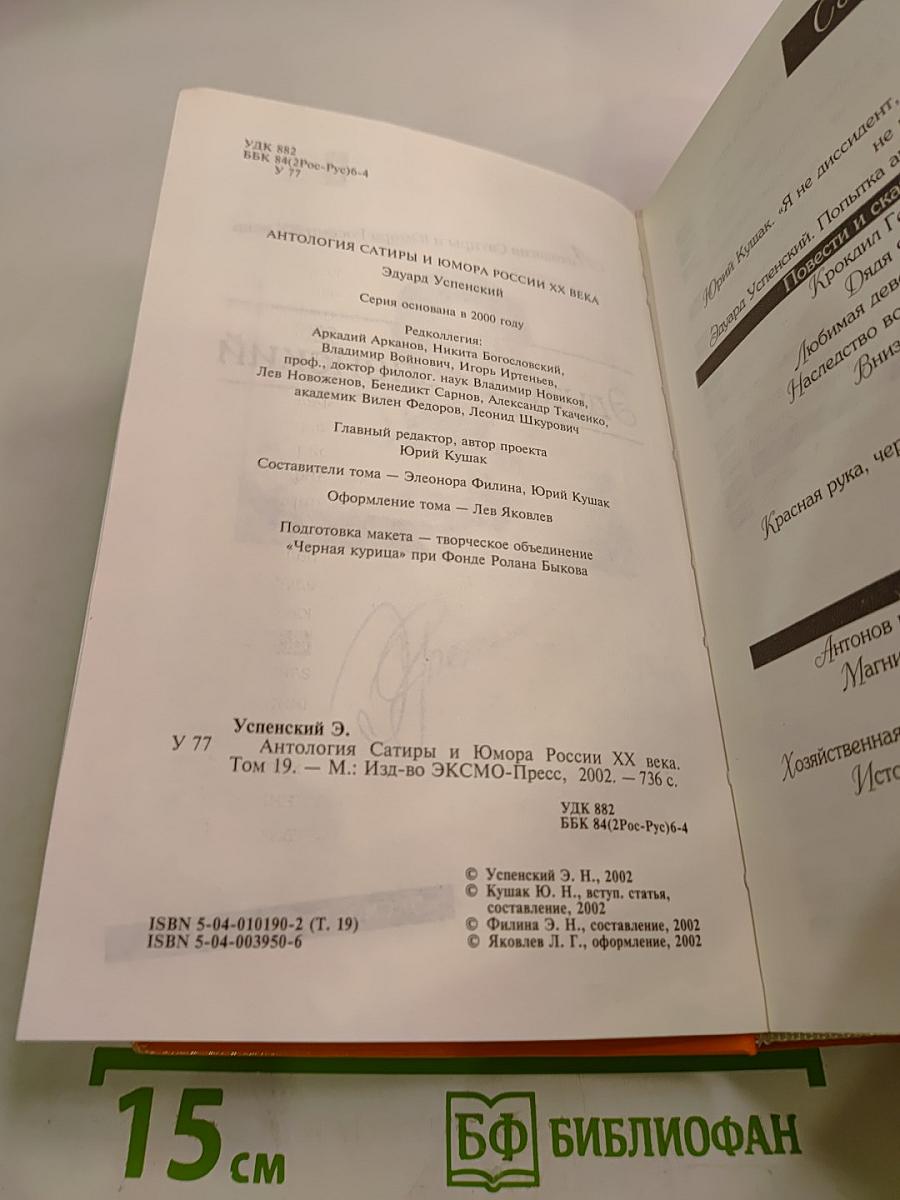 УДК 882
ББК 84(2Рос-Рус)6-4
У 77
АНТОЛОГИЯ САТИРЫ И ЮМОРА РОССИИ XX ВЕКА
Эдуард Успенский
Серия основана в 2000 году
Редколлегия:
Аркадий Арканов, Никита Богословский,
Владимир Войнович, Игорь Иртеньев,
проф., доктор филолог. наук Владимир Новиков,
Лев Новоженов, Бенедикт Сарнов, Александр Ткаченко,
академик Вилен Федоров, Леонид Шкурович
Главный редактор, автор проекта
Юрий Кушак
Составители тома — Элеонора Филина, Юрий Кушак
Оформление тома — Лев Яковлев
Подготовка макета — творческое объединение
«Черная курица» при Фонде Ролана Быкова
Успенский Э.
У 77 Антология Сатиры и Юмора России XX века.
Том 19. — М.: Изд-во ЭКСМО-Пресс, 2002. — 736 с.
УДК 882
ББК 84(2Рос-Рус)6-4
© Успенский Э. Н., 2002
© Кушак Ю. Н., вступ. статья,
составление, 2002
© Филина Э. Н., составление, 2002
© Яковлев Л. Г., оформление, 2002
ISBN 5-04-010190-2 (Т. 19)
ISBN 5-04-003950-6
Юрий Кушак. «Я не диссидент,
не
Эдуард Успенский. Попытка
Повести и
Крокдил
Дядя
Любимая
Наследство
Вниз
Красная рука,
Антонов
Хозяйственная
15 см
БФ БИБЛИОФАН